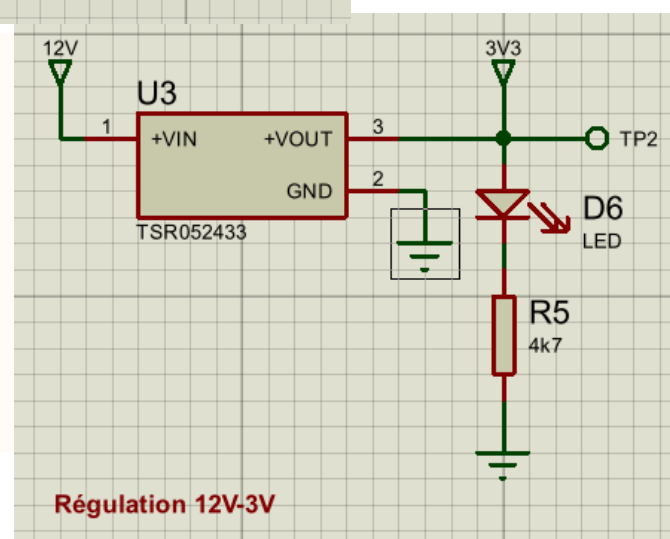 12V
3V3
U3
1
+VIN
+VOUT
3
TP2
GND
2
TSR052433
D6
LED
R5
4k7
Régulation 12V-3V